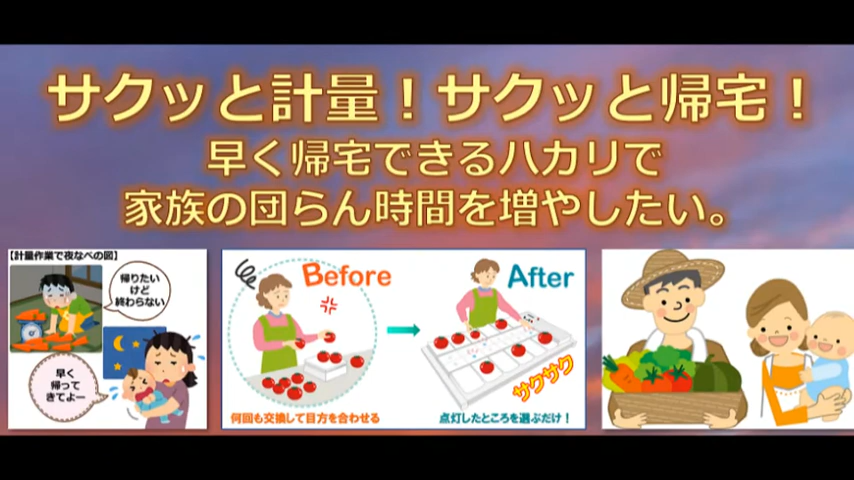 サクッと計量！サクッと帰宅！
早く帰宅できるハカリで
家族の団らん時間を増やしたい。
【計量作業で夜なべの図】
帰りたい
けど
終わらない
早く
帰って
きてよー
Before
何回も交換して目方を合わせる
After
サクサク
点灯したところを選ぶだけ！